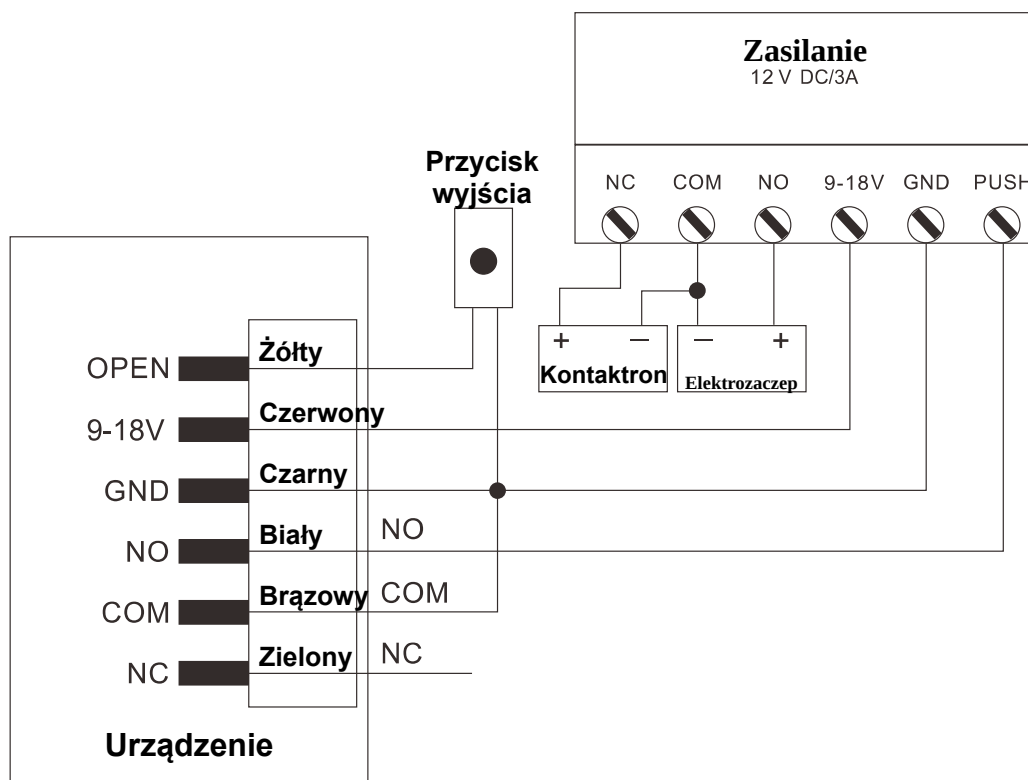 Zasilanie
12 V DC/3A
Przycisk
wyjścia
NC COM NO 9-18V GND PUSH
+ — — +
Kontaktron Elektrozaczep
OPEN Żółty
9-18V Czerwony
GND Czarny
NO Biały NO
COM Brązowy COM
NC Zielony NC
Urządzenie